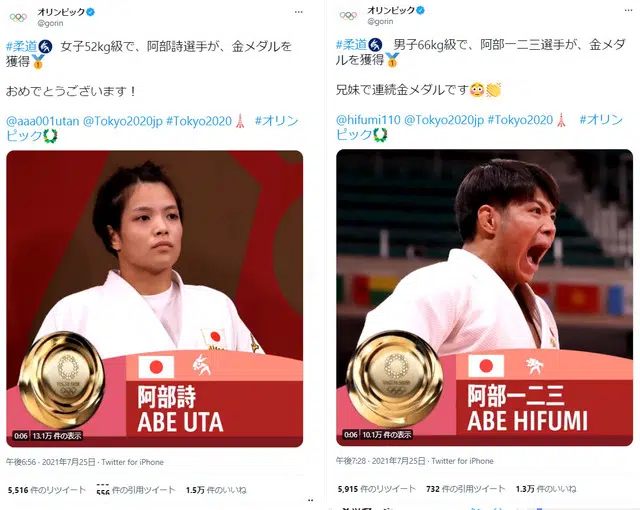 オリンピック
@gorin
#柔道 女子52kg級で、阿部詩選手が、金メダルを
獲得
おめでとうございます！
@aaa001utan @Tokyo2020jp #Tokyo2020 #オリン
ピック
阿部詩
ABE UTA
0:06 13.1万 件の表示
午後6:56 · 2021年7月25日 · Twitter for iPhone
5,516 件のリツイート 556 件の引用ツイート 1.5万 件のいいね
オリンピック
@gorin
#柔道 男子66kg級で、阿部一二三選手が、金メダ
ルを獲得
兄妹で連続金メダルです
@hifumi110 @Tokyo2020jp #Tokyo2020 #オリン
ピック
阿部一二三
ABE HIFUMI
0:06 10.1万 件の表示
午後7:28 · 2021年7月25日 · Twitter for iPhone
5,915 件のリツイート 732 件の引用ツイート 1.3万 件のいいね